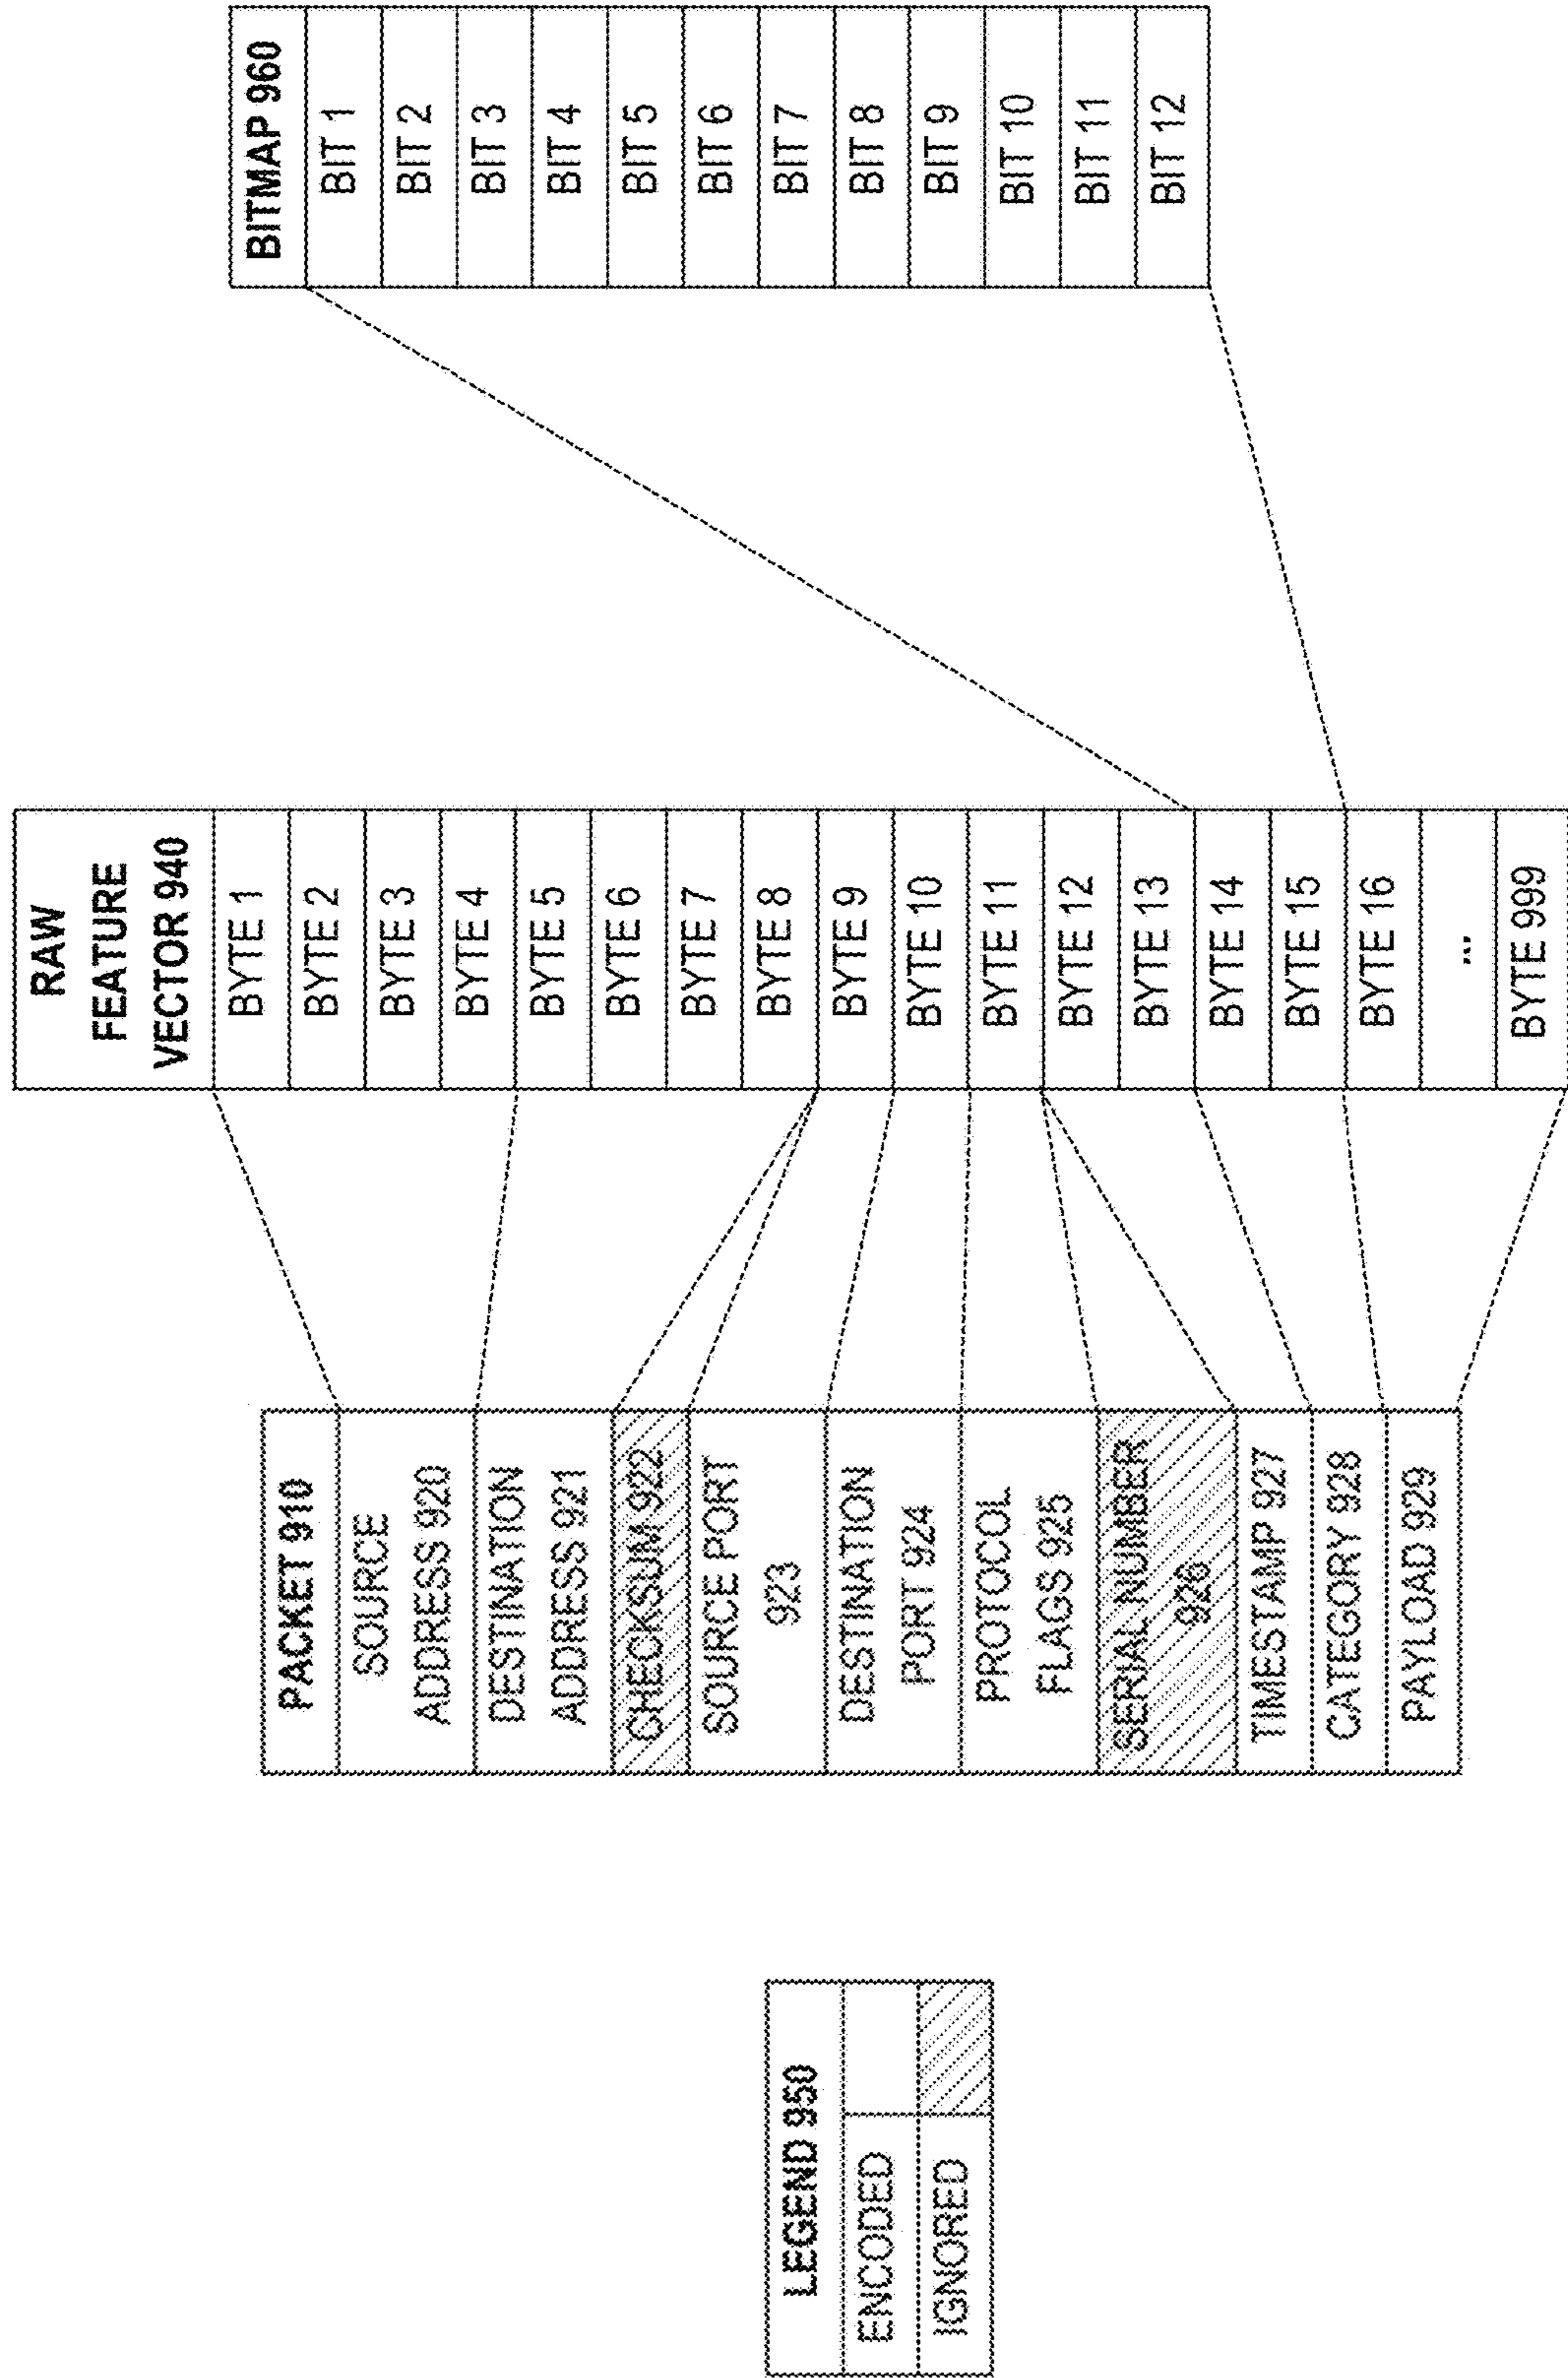 LEGEND 950
ENCODED
IGNORED
PACKET 910
SOURCE
ADDRESS 920
DESTINATION
ADDRESS 921
CHECKSUM 922
SOURCE PORT
923
DESTINATION
PORT 924
PROTOCOL
FLAGS 925
SERIAL NUMBER
926
TIMESTAMP 927
CATEGORY 928
PAYLOAD 929
RAW
FEATURE
VECTOR 940
BYTE 1
BYTE 2
BYTE 3
BYTE 4
BYTE 5
BYTE 6
BYTE 7
BYTE 8
BYTE 9
BYTE 10
BYTE 11
BYTE 12
BYTE 13
BYTE 14
BYTE 15
BYTE 16
...
BYTE 999
BITMAP 960
BIT 1
BIT 2
BIT 3
BIT 4
BIT 5
BIT 6
BIT 7
BIT 8
BIT 9
BIT 10
BIT 11
BIT 12